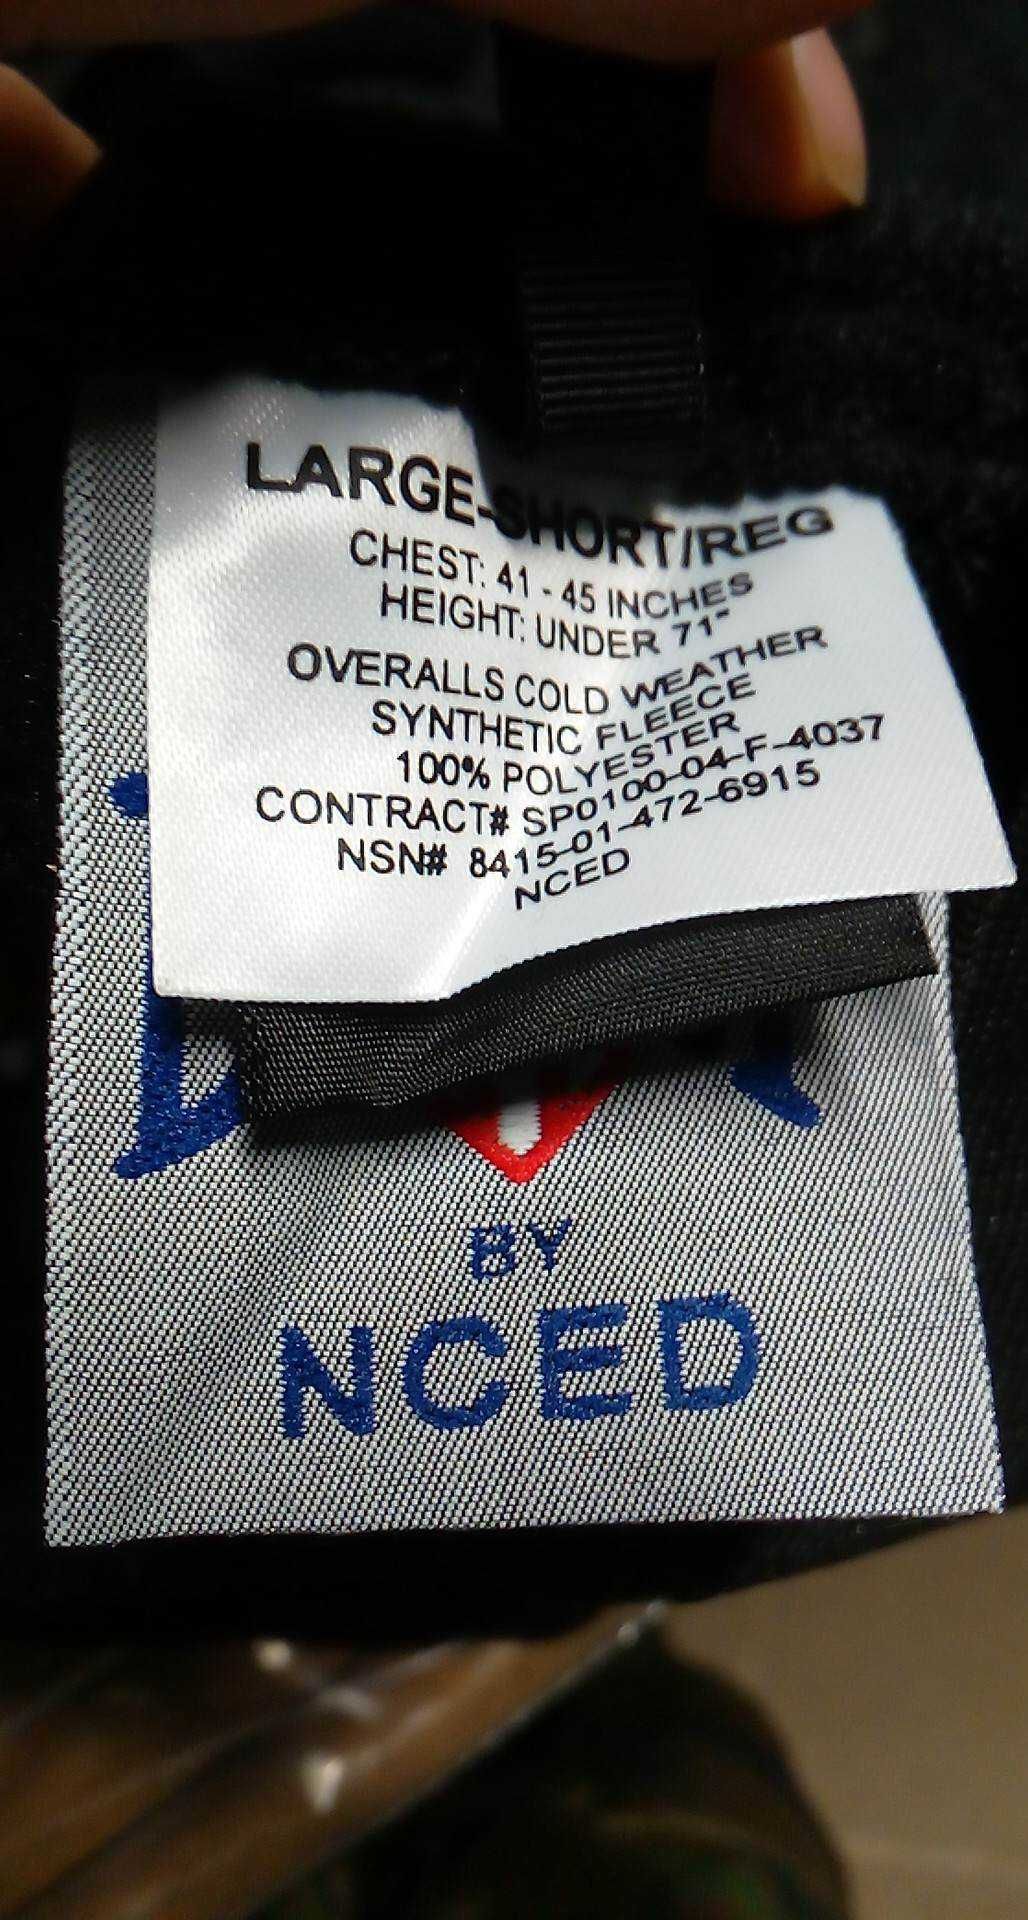 LARGE-SHORT/REG
CHEST: 41 - 45 INCHES
HEIGHT: UNDER 71"
OVERALLS COLD WEATHER
SYNTHETIC FLEECE
100% POLYESTER
CONTRACT# SP0100-04-F-4037
NSN# 8415-01-472-6915
NCED
BY
NCED